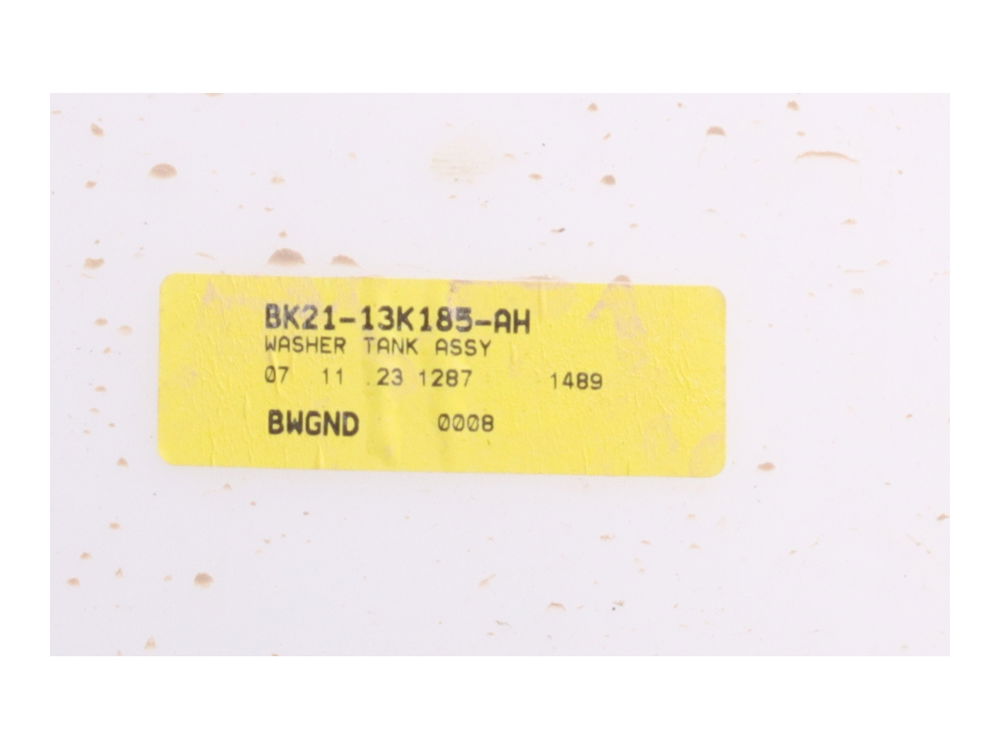 BK21-13K185-AH
WASHER TANK ASSY
07 11 .23 1287 1489
BWGND 0008